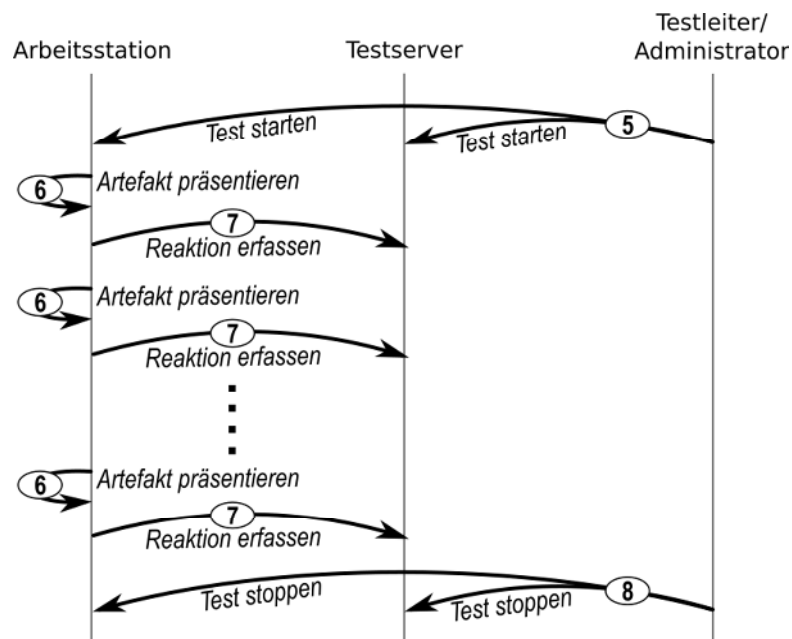 Testleiter/
Arbeitsstation Testserver Administrator
5
Test starten Test starten
6 Artefakt präsentieren
7
Reaktion erfassen
6 Artefakt präsentieren
7
Reaktion erfassen
6 Artefakt präsentieren
7
Reaktion erfassen
8
Test stoppen Test stoppen